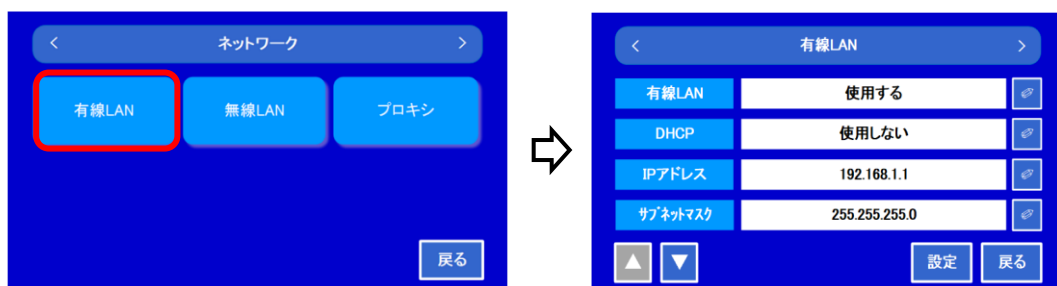 ネットワーク
有線LAN
無線LAN
プロキシ
戻る
有線LAN
有線LAN 使用する
DHCP 使用しない
IPアドレス 192.168.1.1
サブネットマスク 255.255.255.0
設定 戻る